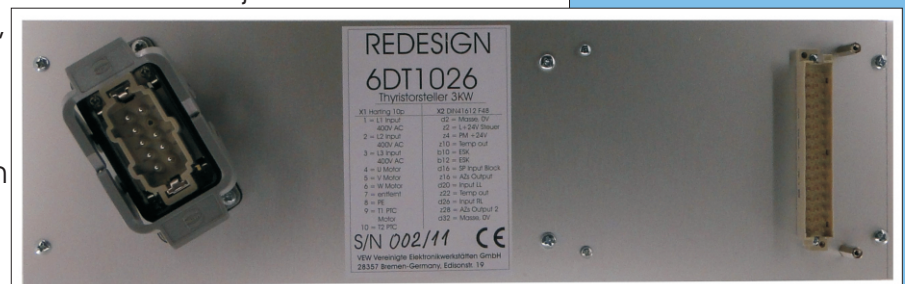 REDESIGN
6DT1026
Thyristorsteller 3KW
X1 Harting 10p
1 = L1 Input
400V AC
2 = L2 Input
400V AC
3 = L3 Input
400V AC
4 = U Motor
5 = V Motor
6 = W Motor
7 = entfernt
8 = PE
9 = T1 PTC
Motor
10 = T2 PTC
X2 DIN41612 F48
d2 = Masse, 0V
z2 = L+24V Steuer
z4 = PM +24V
z10 = Temp out
b10 = ESK
b12 = ESK
d16 = SP Input Block
z16 = AZs Output
d20 = Input LL
z22 = Temp out
d26 = Input RL
z28 = AZs Output 2
d32 = Masse, 0V
S/N 002/11 CE
VEW Vereinigte Elektronikwerkstätten GmbH
28357 Bremen-Germany, Edisonstr. 19